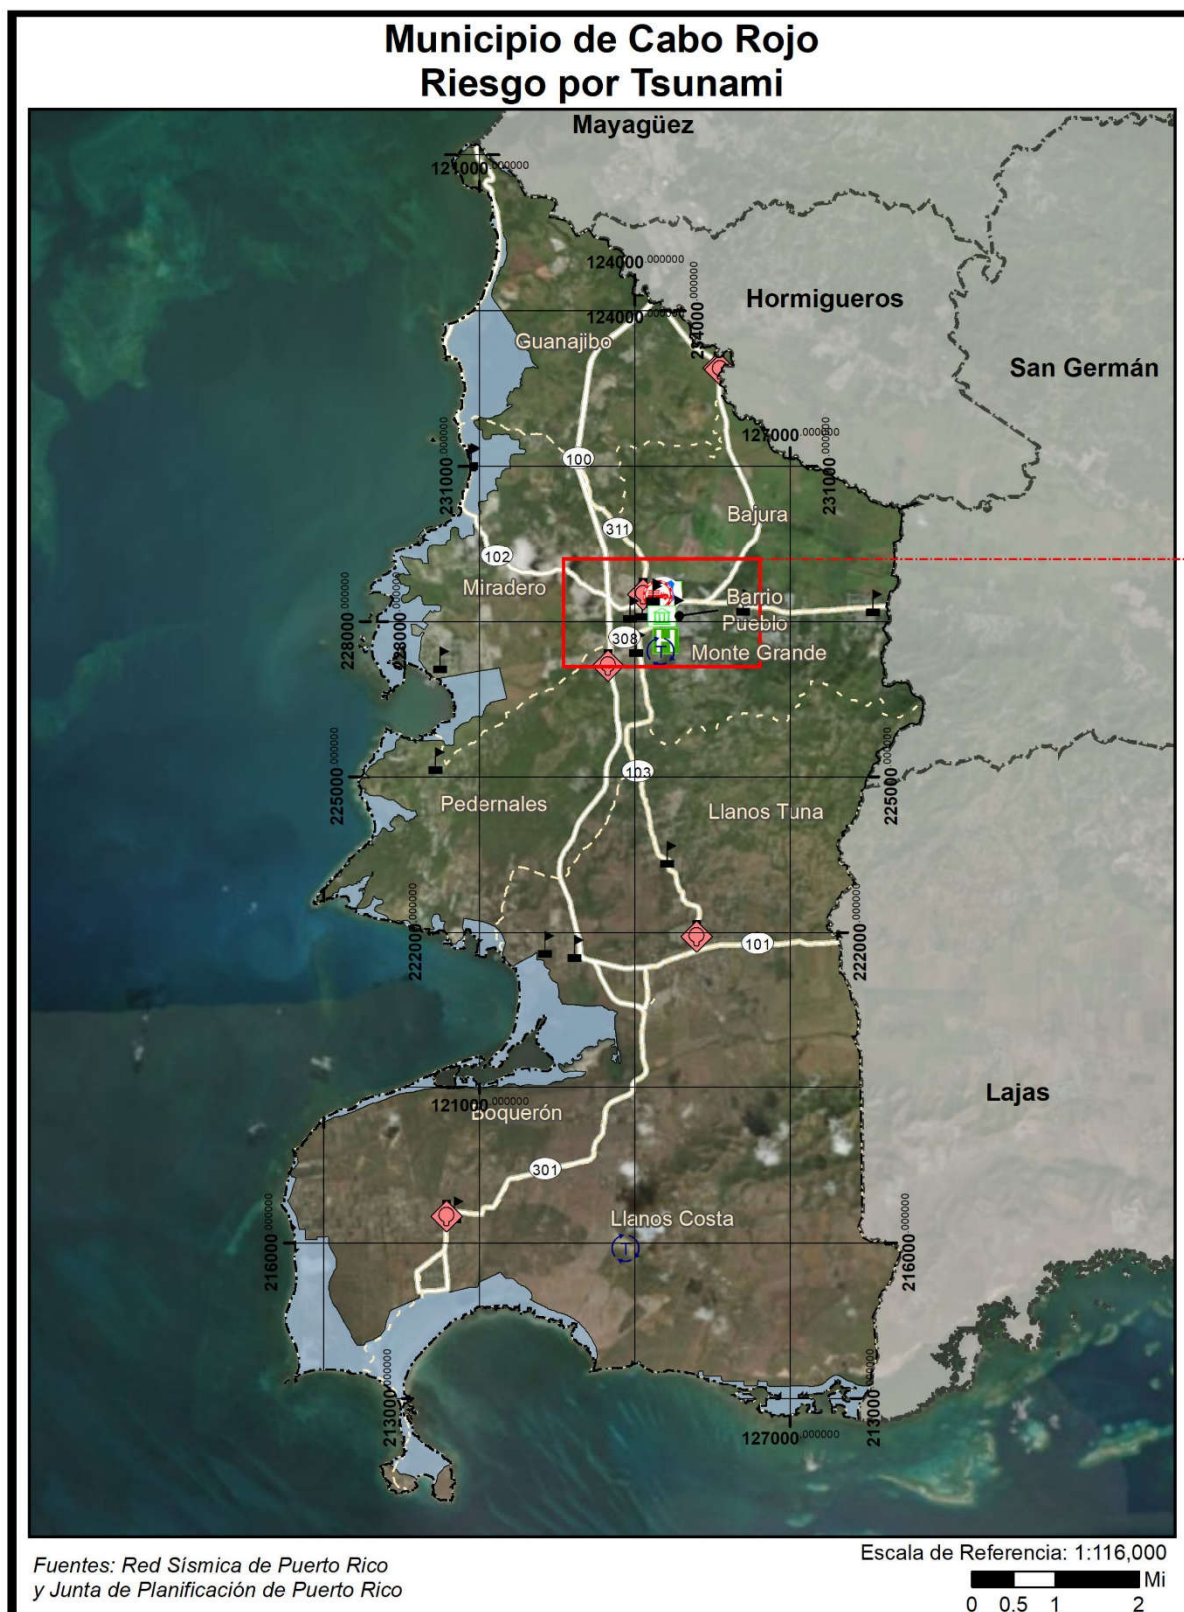 Municipio de Cabo Rojo
Riesgo por Tsunami
Mayagüez
121000.000000
124000.000000
124000.000000
234000.000000
Hormigueros
Guanajibo
San Germán
127000.000000
100
231000.000000
231000.000000
311
Bajura
102
Miradero
Barrio
Pueblo
308
Monte Grande
228000.000000
228000.000000
T
103
225000.000000
225000.000000
Pedernales
Llanos Tuna
222000.000000
222000.000000
101
121000.000000
Boquerón
Lajas
301
Llanos Costa
T
216000.000000
216000.000000
213000.000000
213000.000000
127000.000000
Fuentes: Red Sísmica de Puerto Rico
y Junta de Planificación de Puerto Rico
Escala de Referencia: 1:116,000
Mi
0 0.5 1 2